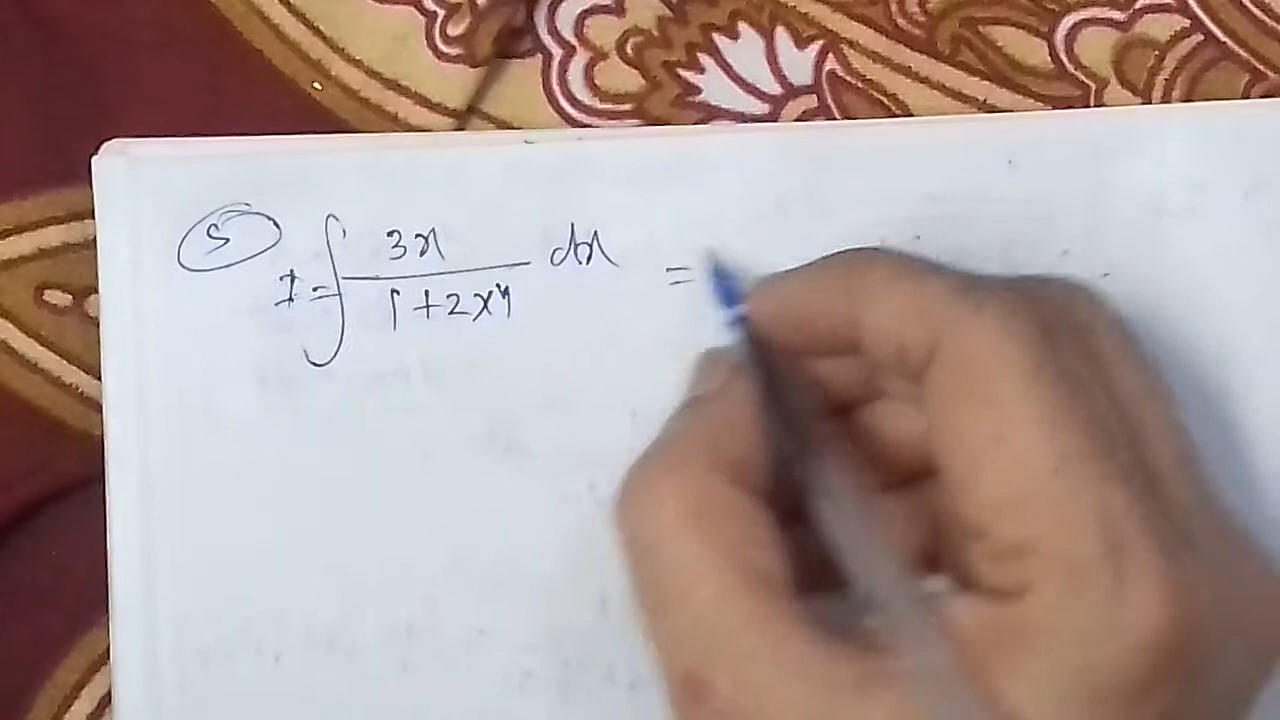 5 I = ∫ 3x / 1+2x⁴ dx =